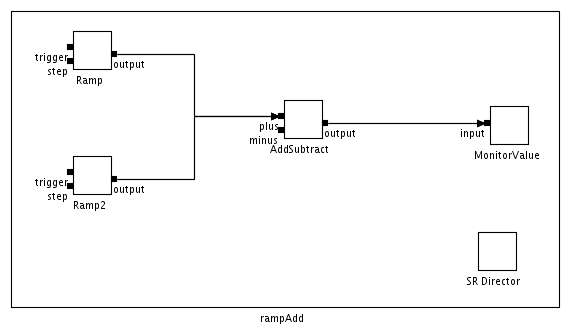 trigger
step
output
Ramp
plus
minus
output
AddSubtract
input
MonitorValue
trigger
step
output
Ramp2
SR Director
rampAdd